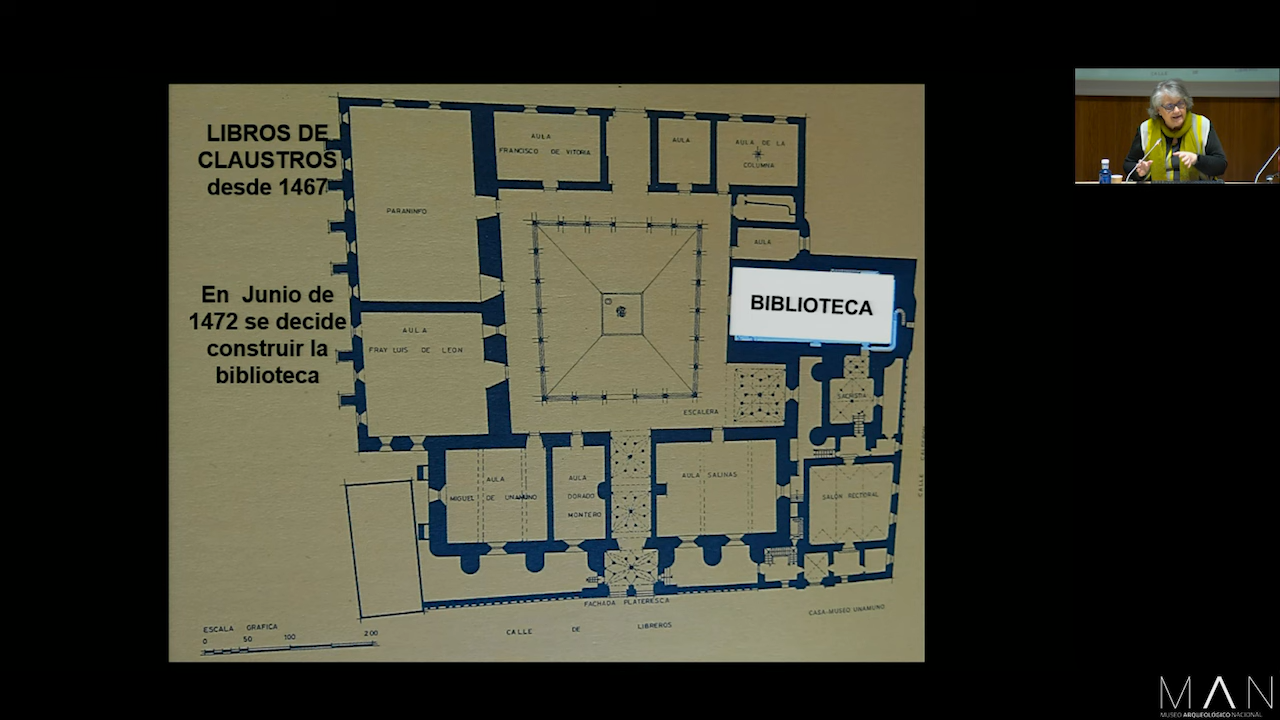 LIBROS DE
CLAUSTROS
desde 1467
En Junio de
1472 se decide
construir la
biblioteca
PARANINFO
AULA
FRANCISCO DE VITORIA
AULA
AULA DE LA
COLUMNA
AULA
BIBLIOTECA
AULA
FRAY LUIS DE LEON
ESCALERA
SACRISTIA
AULA
MIGUEL DE UNAMUNO
AULA
DORADO
MONTERO
AULA SALINAS
SALON RECTORAL
FACHADA PLATERESCA
CASA-MUSEO UNAMUNO
CALLE DE LIBREROS
ESCALA GRAFICA
0 50 100 200
MAN
MUSEO ARQUEOLÓGICO NACIONAL